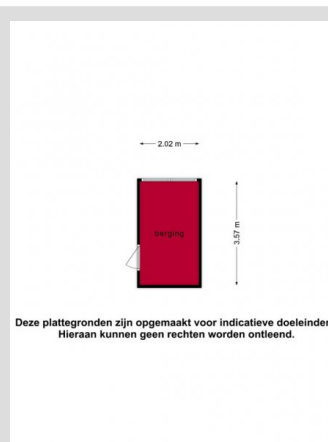 2.02 m
berging
3.57 m
Deze plattegronden zijn opgemaakt voor indicatieve doeleinden
Hieraan kunnen geen rechten worden ontleend.